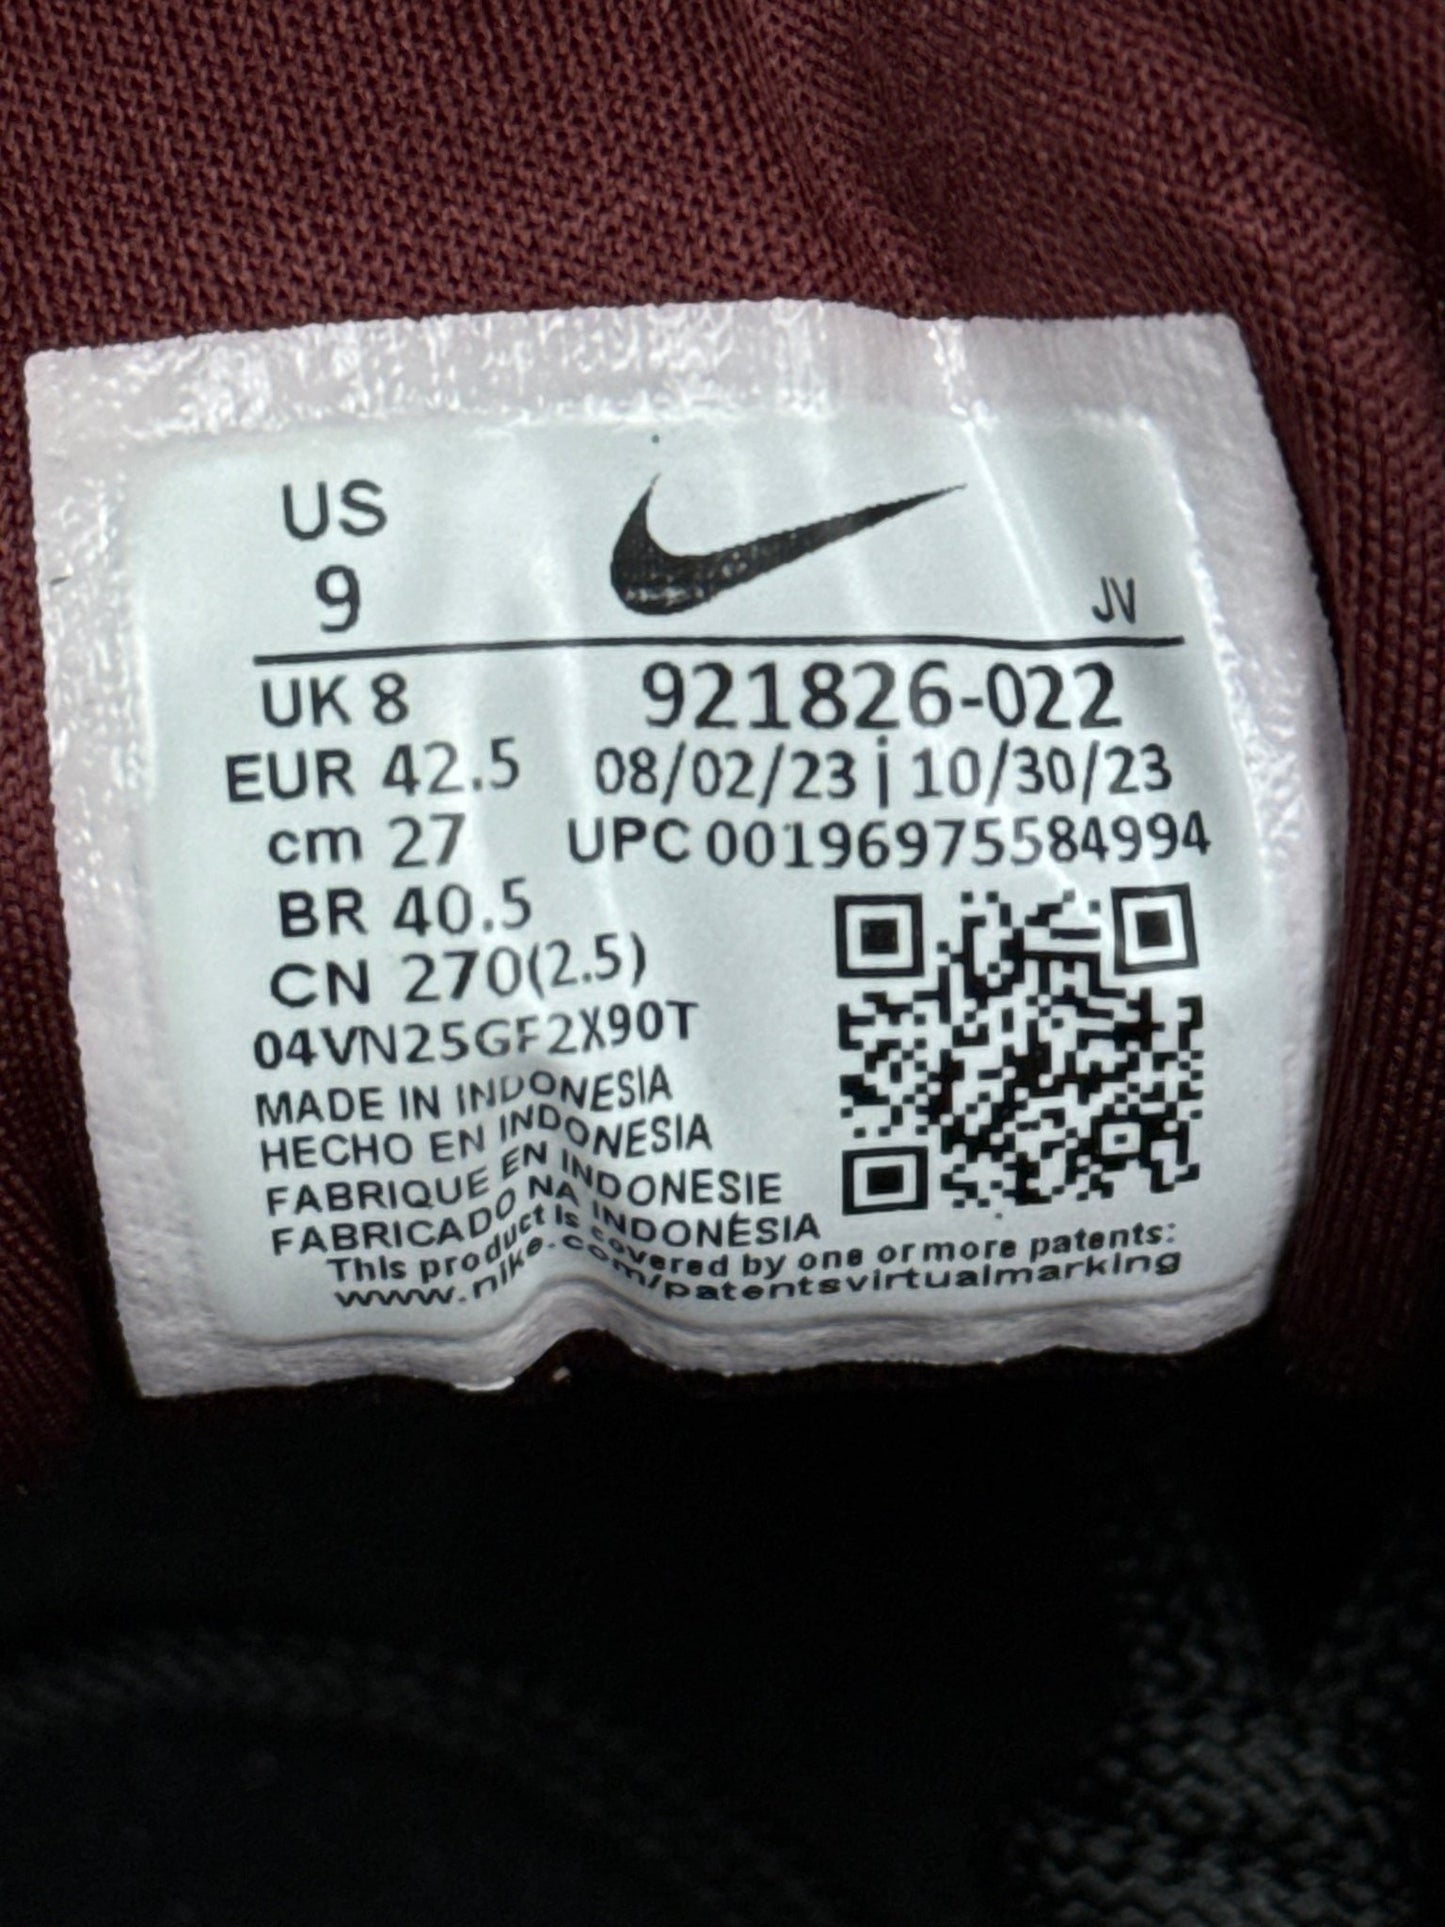 US
9
JV
UK 8
921826-022
EUR 42.5
08/02/23 | 10/30/23
cm 27
UPC 00196975584994
BR 40.5
CN 270(2.5)
04VN25GF2X90T
MADE IN INDONESIA
HECHO EN INDONESIA
FABRIQUE EN INDONESIE
FABRICADO NA INDONÉSIA
This product is covered by one or more patents:
www.nike.com/patentsvirtualmarking